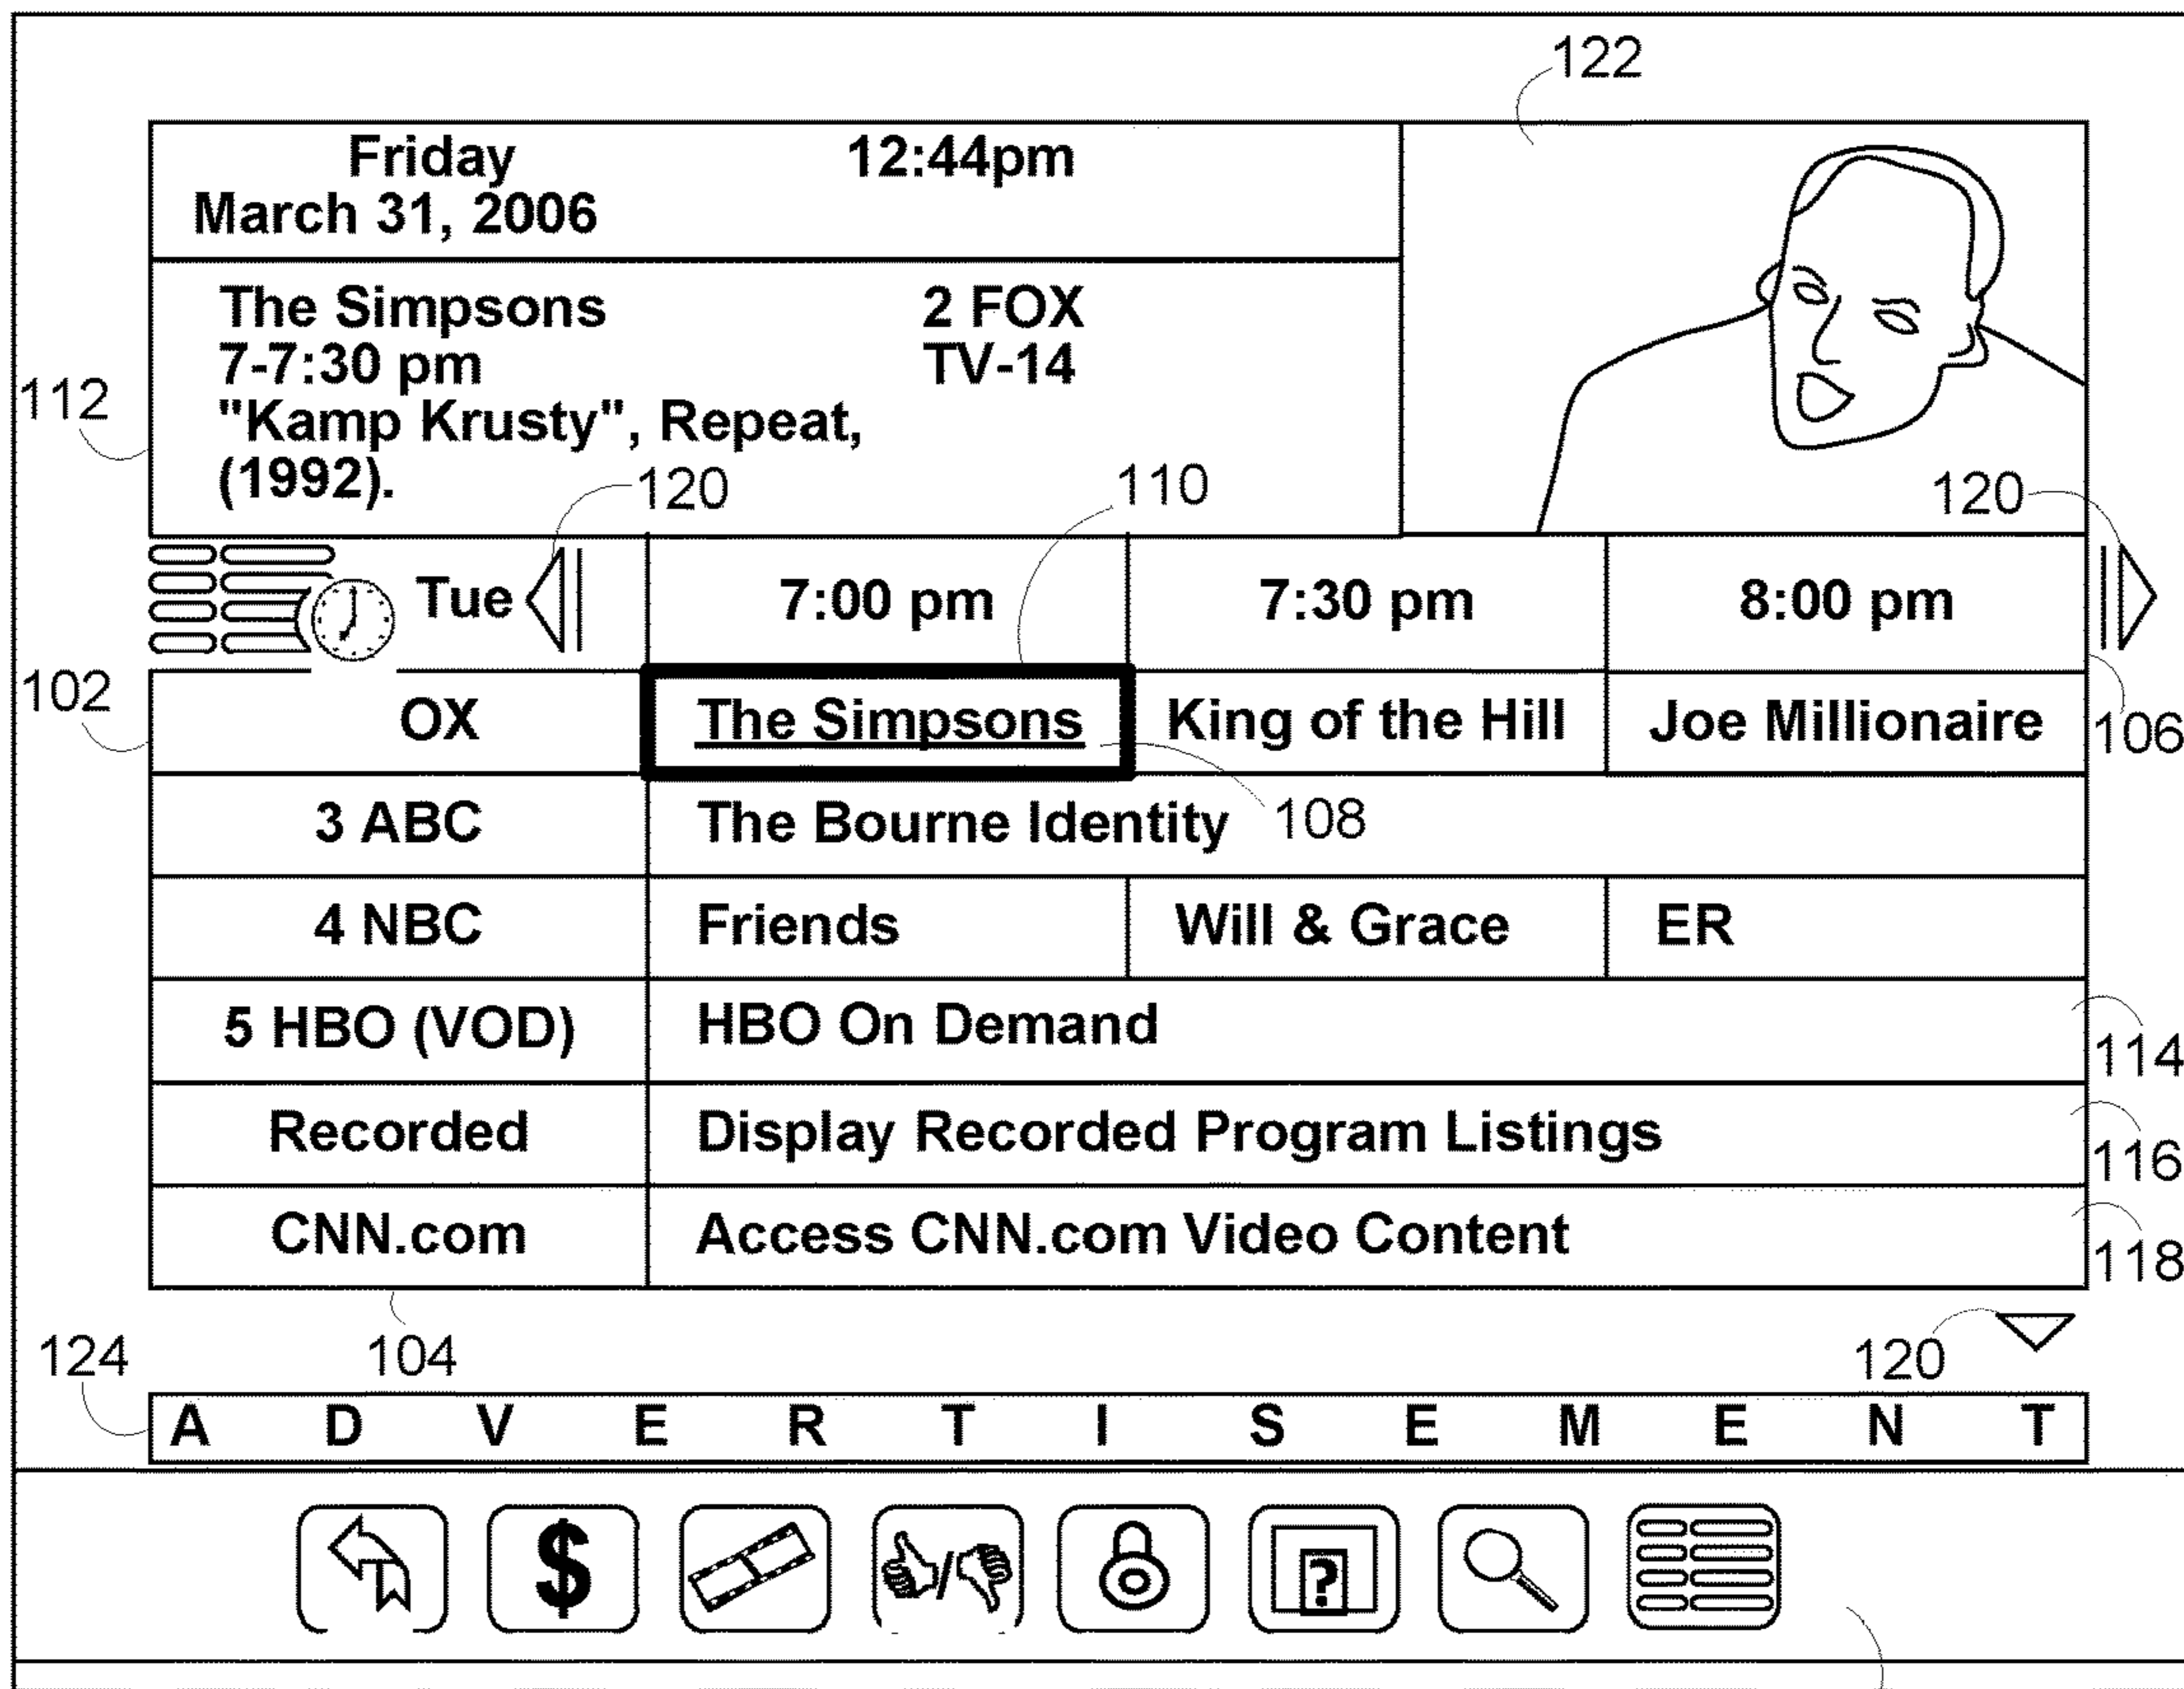 122
Friday 12:44pm
March 31, 2006
The Simpsons 2 FOX
7-7:30 pm TV-14
112
"Kamp Krusty", Repeat,
(1992).
120 110 120
Tue 7:00 pm 7:30 pm 8:00 pm
102
OX The Simpsons King of the Hill Joe Millionaire
106
3 ABC The Bourne Identity 108
4 NBC Friends Will & Grace ER
5 HBO (VOD) HBO On Demand
114
Recorded Display Recorded Program Listings
116
CNN.com Access CNN.com Video Content
118
124 104 120
A D V E R T I S E M E N T
$ / ?